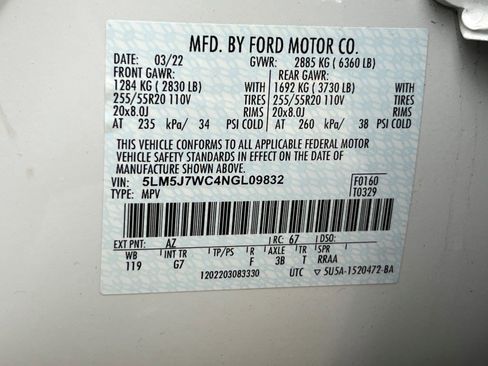 MFD. BY FORD MOTOR CO.
DATE: 03/22 GVWR: 2885 KG ( 6360 LB)
FRONT GAWR: REAR GAWR:
1284 KG ( 2830 LB) 1692 KG ( 3730 LB)
255/55R20 110V TIRES 255/55R20 110V TIRES
20x8.0J RIMS 20x8.0J RIMS
AT 235 kPa/ 34 PSI COLD AT 260 kPa/ 38 PSI COLD
THIS VEHICLE CONFORMS TO ALL APPLICABLE FEDERAL MOTOR
VEHICLE SAFETY STANDARDS IN EFFECT ON THE DATE OF
MANUFACTURE SHOWN ABOVE.
VIN: 5LM5J7WC4NGL09832 F0160
TYPE: MPV T0329
EXT PNT: AZ RC: 67 DSO:
WB INT TR TP/PS R AXLE TR SPR
119 G7 F 3B T RRAA
1202203083330 UTC ▽ 5U5A-1520472-BA